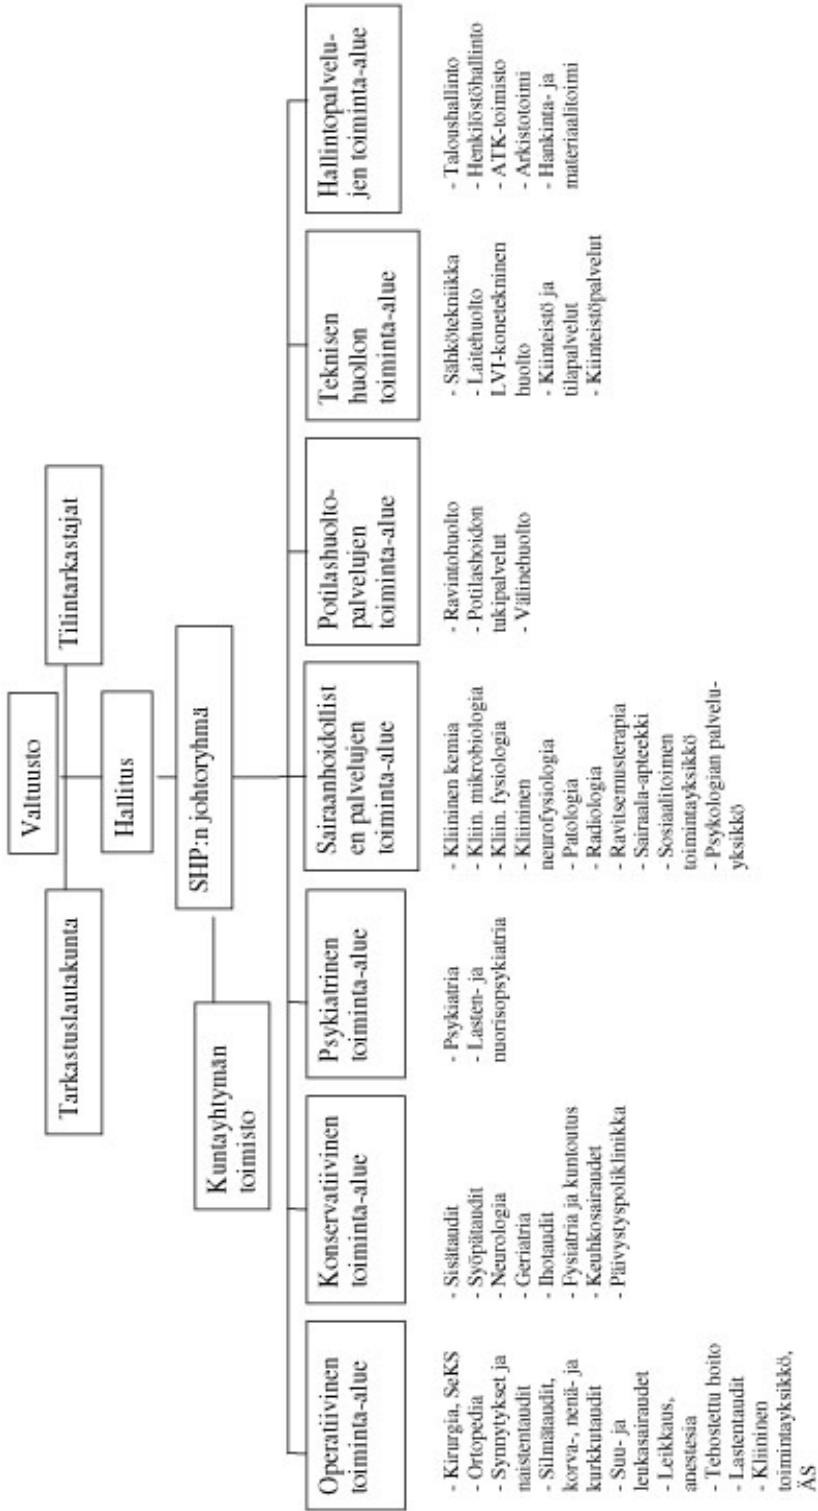 Valtuusto
Tarkastuslautakunta
Tilintarkastajat
Hallitus
SHP:n johtoryhmä
Kuntayhtymän
toimisto
Operatiivinen
toiminta-alue
- Kirurgia, SeKS
- Ortopedia
- Synnytykset ja
naistentaudit
- Silmätaudit,
korva-, nenä- ja
kurkkutaudit
- Suu- ja
leukasairaudet
- Leikkaus,
anestesia
- Tehostettu hoito
- Lastentaudit
- Kliininen
toimintayksikkö,
ÄS
Konservatiivinen
toiminta-alue
- Sisätaudit
- Syöpätaudit
- Neurologia
- Geriatria
- Ihotaudit
- Fysiatria ja kuntoutus
- Keuhkosairaudet
- Päivystyspoliklinikka
Psykiatrinen
toiminta-alue
- Psykiatria
- Lasten- ja
nuorisopsykiatria
Sairaanhoidollist
en palvelujen
toiminta-alue
- Kliininen kemia
- Kliin. mikrobiologia
- Kliin. fysiologia
- Kliininen
neurofysiologia
- Patologia
- Radiologia
- Ravitsemusterapia
- Sairaala-apteekki
- Sosiaalitoimen
toimintayksikkö
- Psykologian palvelu-
yksikkö
Potilashuolto-
palvelujen
toiminta-alue
- Ravintohuolto
- Potilashoidon
tukipalvelut
- Välinehuolto
Teknisen
huollon
toiminta-alue
- Sähkötekniikka
- Laitehuolto
LVI-konetekninen
huolto
- Kiinteistö ja
tilapalvelut
- Kiinteistöpalvelut
Hallintopalvelu-
jen toiminta-alue
- Taloushallinto
- Henkilöstöhallinto
- ATK-toimisto
- Arkistotoimi
- Hankinta- ja
materiaalitoimi